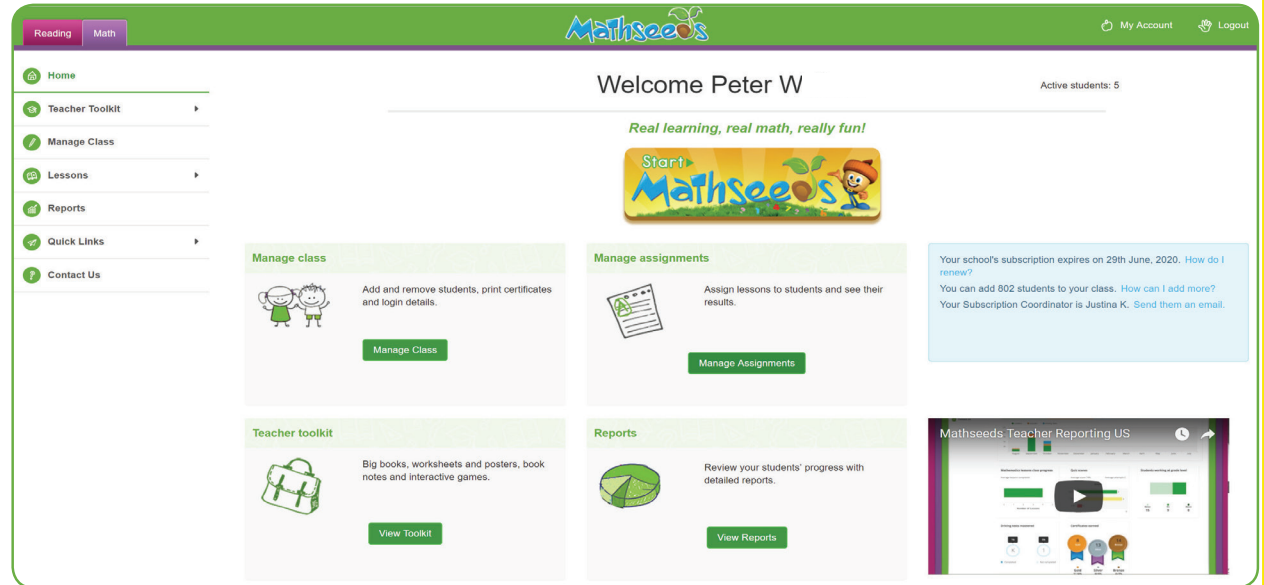 Reading
Math
Mathseeds
My Account
Logout
Home
Teacher Toolkit
Manage Class
Lessons
Reports
Quick Links
Contact Us
Welcome Peter W
Active students: 5
Real learning, real math, really fun!
Start
Mathseeds
Manage class
Add and remove students, print certificates
and login details.
Manage Class
Manage assignments
Assign lessons to students and see their
results.
Manage Assignments
Your school's subscription expires on 29th June, 2020. How do I
renew?
You can add 802 students to your class. How can I add more?
Your Subscription Coordinator is Justina K. Send them an email.
Teacher toolkit
Big books, worksheets and posters, book
notes and interactive games.
View Toolkit
Reports
Review your students' progress with
detailed reports.
View Reports
Mathseeds Teacher Reporting US